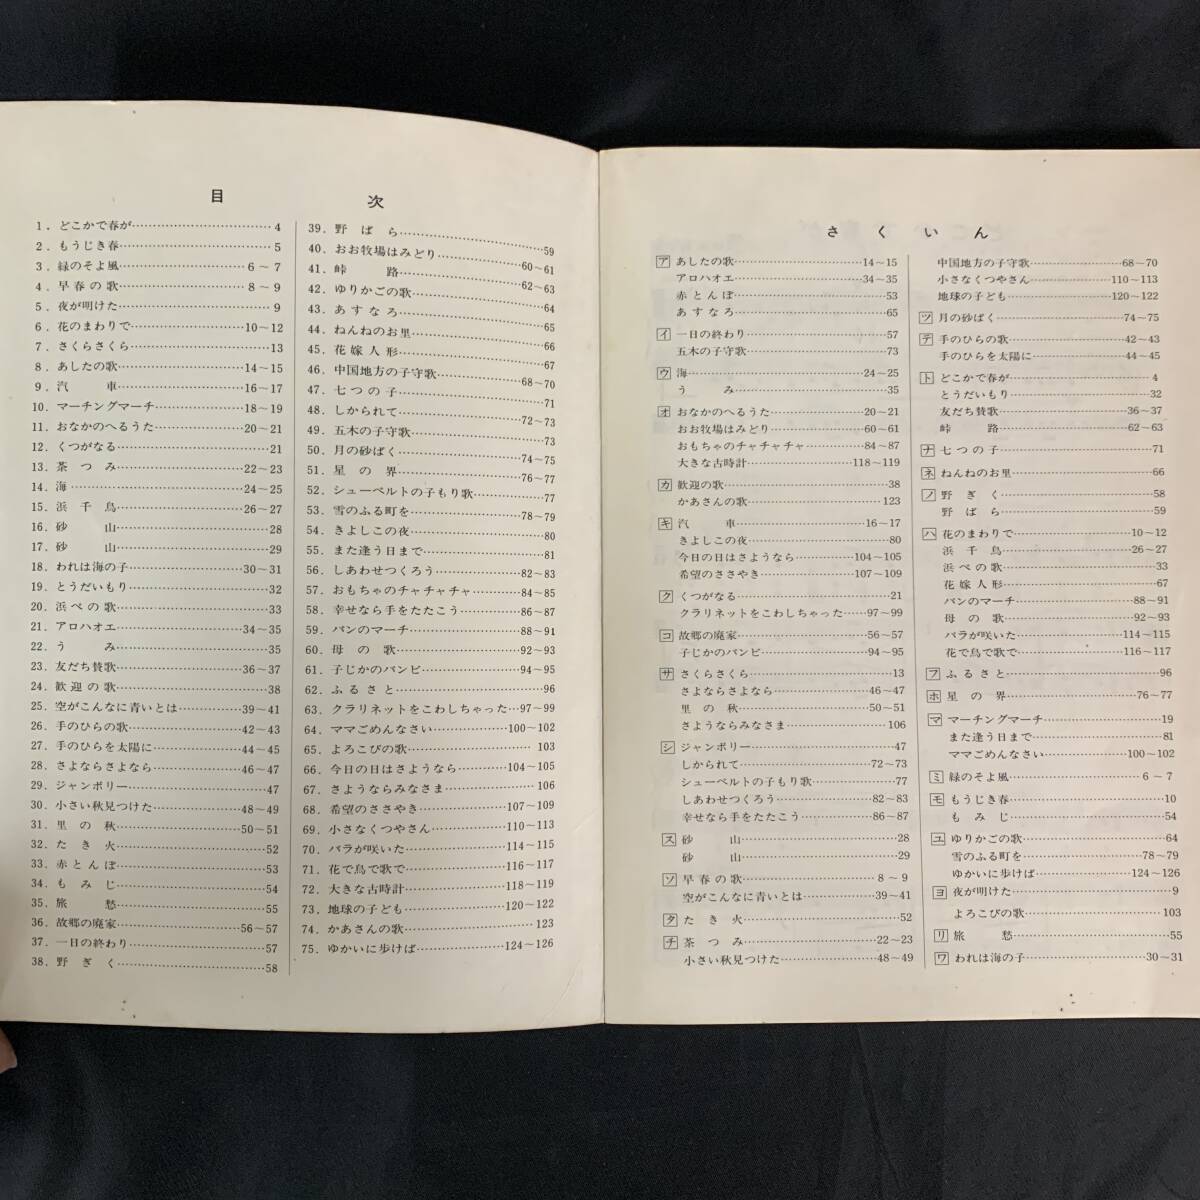 目次
1. どこかで春が……4
2. もうじき春……5
3. 緑のそよ風……6～7
4. 早春の歌……8～9
5. 夜が明けた……9
6. 花のまわりで……10～12
7. さくらさくら……13
8. あしたの歌……14～15
9. 汽車……16～17
10. マーチングマーチ……18～19
11. おなかのへるうた……20～21
12. くつがなる……21
13. 茶つみ……22～23
14. 海……24～25
15. 浜千鳥……26～27
16. 砂山……28
17. 砂山……29
18. われは海の子……30～31
19. とうだいもり……32
20. 浜べの歌……33
21. アロハオエ……34～35
22. うみ……35
23. 友だち賛歌……36～37
24. 歓迎の歌……38
25. 空がこんなに青いとは……39～41
26. 手のひらの歌……42～43
27. 手のひらを太陽に……44～45
28. さよならさよなら……46～47
29. ジャンボリー……47
30. 小さい秋見つけた……48～49
31. 里の秋……50～51
32. たき火……52
33. 赤とんぼ……53
34. もみじ……54
35. 旅愁……55
36. 故郷の廃家……56～57
37. 一日の終わり……57
38. 野ぎく……58
39. 野ばら……59
40. おお牧場はみどり……60～61
41. 峠路……62～63
42. ゆりかごの歌……64
43. あすなろ……65
44. ねんねのお里……66
45. 花嫁人形……67
46. 中国地方の子守歌……68～70
47. 七つの子……71
48. しかられて……72～73
49. 五木の子守歌……73
50. 月の砂ばく……74～75
51. 星の界……76～77
52. シューベルトの子もり歌……77
53. 雪のふる町を……78～79
54. きよしこの夜……80
55. また逢う日まで……81
56. しあわせつくろう……82～83
57. おもちゃのチャチャチャ……84～85
58. 幸せなら手をたたこう……86～87
59. パンのマーチ……88～91
60. 母の歌……92～93
61. 子じかのバンビ……94～95
62. ふるさと……96
63. クラリネットをこわしちゃった…97～99
64. ママごめんなさい……100～102
65. よろこびの歌……103
66. 今日の日はさようなら……104～105
67. さようならみなさま……106
68. 希望のささやき……107～109
69. 小さなくつやさん……110～113
70. バラが咲いた……114～115
71. 花で鳥で歌で……116～117
72. 大きな古時計……118～119
73. 地球の子ども……120～122
74. かあさんの歌……123
75. ゆかいに歩けば……124～126
さくいん
ア あしたの歌……14～15
アロハオエ……34～35
赤とんぼ……53
あすなろ……65
イ 一日の終わり……57
五木の子守歌……73
ウ 海……24～25
うみ……35
オ おなかのへるうた……20～21
おお牧場はみどり……60～61
おもちゃのチャチャチャ……84～87
大きな古時計……118～119
カ 歓迎の歌……38
かあさんの歌……123
キ 汽車……16～17
きよしこの夜……80
今日の日はさようなら……104～105
希望のささやき……107～109
ク くつがなる……21
クラリネットをこわしちゃった……97～99
コ 故郷の廃家……56～57
子じかのバンビ……94～95
サ さくらさくら……13
さよならさよなら……46～47
里の秋……50～51
さようならみなさま……106
シ ジャンボリー……47
しかられて……72～73
シューベルトの子もり歌……77
しあわせつくろう……82～83
幸せなら手をたたこう……86～87
ス 砂山……28
砂山……29
ソ 早春の歌……8～9
空がこんなに青いとは……39～41
タ たき火……52
チ 茶つみ……22～23
小さい秋見つけた……48～49
中国地方の子守歌……68～70
小さなくつやさん……110～113
地球の子ども……120～122
ツ 月の砂ばく……74～75
テ 手のひらの歌……42～43
手のひらを太陽に……44～45
ト どこかで春が……4
とうだいもり……32
友だち賛歌……36～37
峠路……62～63
ナ 七つの子……71
ネ ねんねのお里……66
ノ 野ぎく……58
野ばら……59
ハ 花のまわりで……10～12
浜千鳥……26～27
浜べの歌……33
花嫁人形……67
パンのマーチ……88～91
母の歌……92～93
バラが咲いた……114～115
花で鳥で歌で……116～117
フ ふるさと……96
ホ 星の界……76～77
マ マーチングマーチ……19
また逢う日まで……81
ママごめんなさい……100～102
ミ 緑のそよ風……6～7
モ もうじき春……10
もみじ……54
ユ ゆりかごの歌……64
雪のふる町を……78～79
ゆかいに歩けば……124～126
ヨ 夜が明けた……9
よろこびの歌……103
リ 旅愁……55
ワ われは海の子……30～31